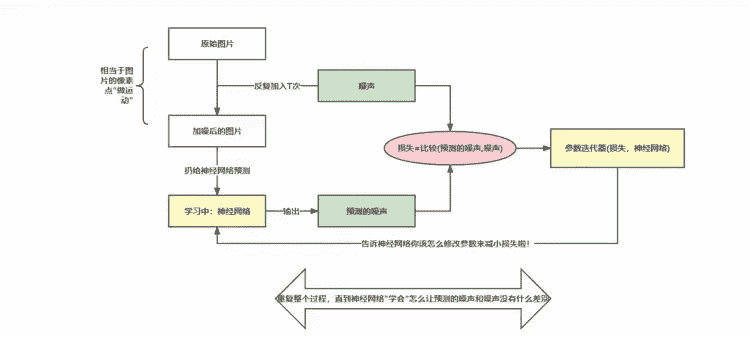 原始图片
相当于图
片的像素
点"做运
动"
反复加入T次
噪声
加噪后的图片
损失=比较(预测的噪声,噪声)
参数迭代器(损失，神经网络)
扔给神经网络预测
学习中：神经网络
输出
预测的噪声
告诉神经网络你该怎么修改参数来减小损失啦！
重复整个过程，直到神经网络"学会"怎么让预测的噪声和噪声没有什么差别